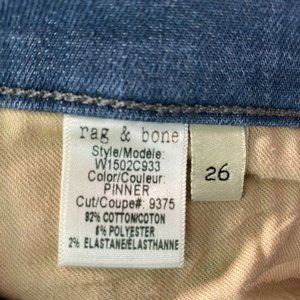 rag & bone
Style/Modèle:
W1502C933
Color/Couleur:
PINNER
Cut/Coupe#: 9375
92% COTTON/COTON
6% POLYESTER
2% ELASTANE/ELASTHANNE
26